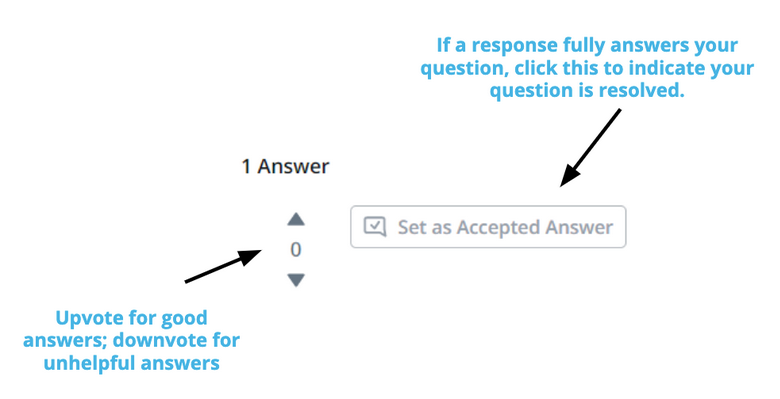 If a response fully answers your
question, click this to indicate your
question is resolved.
1 Answer
Set as Accepted Answer
0
Upvote for good
answers; downvote for
unhelpful answers